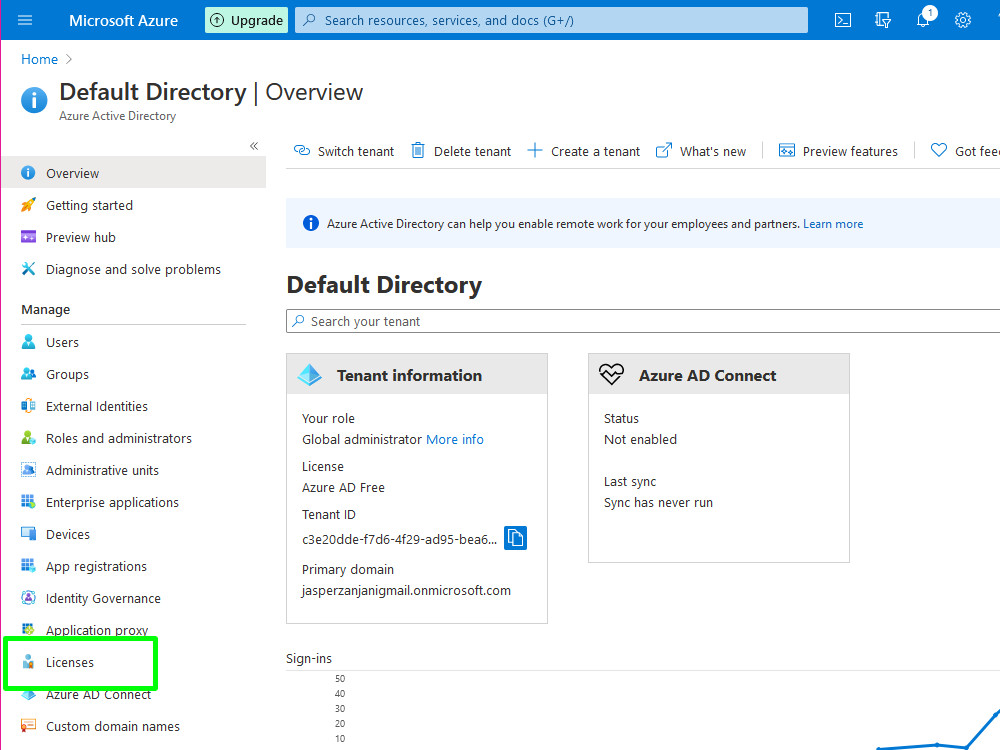 Microsoft Azure
Upgrade
Search resources, services, and docs (G+/)
1
Home
Default Directory | Overview
Azure Active Directory
«
Switch tenant
Delete tenant
Create a tenant
What's new
Preview features
Got fee
Overview
Getting started
Preview hub
Diagnose and solve problems
Manage
Users
Groups
External Identities
Roles and administrators
Administrative units
Enterprise applications
Devices
App registrations
Identity Governance
Application proxy
Licenses
Azure AD Connect
Custom domain names
Azure Active Directory can help you enable remote work for your employees and partners. Learn more
Default Directory
Search your tenant
Tenant information
Your role
Global administrator More info
License
Azure AD Free
Tenant ID
c3e20dde-f7d6-4f29-ad95-bea6...
Primary domain
jasperzanjanigmail.onmicrosoft.com
Azure AD Connect
Status
Not enabled
Last sync
Sync has never run
Sign-ins
50
40
30
20
10